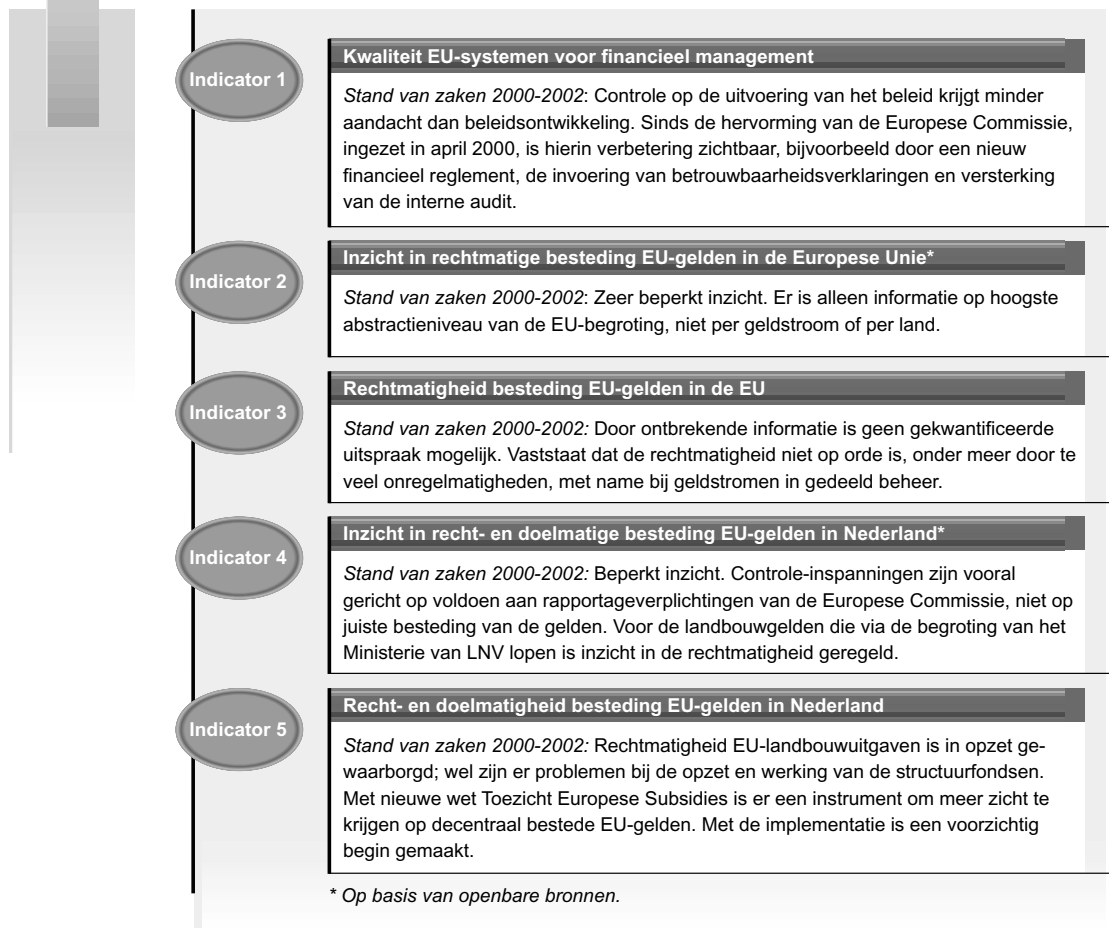 Indicator 1
Kwaliteit EU-systemen voor financieel management
Stand van zaken 2000-2002: Controle op de uitvoering van het beleid krijgt minder
aandacht dan beleidsontwikkeling. Sinds de hervorming van de Europese Commissie,
ingezet in april 2000, is hierin verbetering zichtbaar, bijvoorbeeld door een nieuw
financieel reglement, de invoering van betrouwbaarheidsverklaringen en versterking
van de interne audit.
Indicator 2
Inzicht in rechtmatige besteding EU-gelden in de Europese Unie*
Stand van zaken 2000-2002: Zeer beperkt inzicht. Er is alleen informatie op hoogste
abstractieniveau van de EU-begroting, niet per geldstroom of per land.
Indicator 3
Rechtmatigheid besteding EU-gelden in de EU
Stand van zaken 2000-2002: Door ontbrekende informatie is geen gekwantificeerde
uitspraak mogelijk. Vaststaat dat de rechtmatigheid niet op orde is, onder meer door te
veel onregelmatigheden, met name bij geldstromen in gedeeld beheer.
Indicator 4
Inzicht in recht- en doelmatige besteding EU-gelden in Nederland*
Stand van zaken 2000-2002: Beperkt inzicht. Controle-inspanningen zijn vooral
gericht op voldoen aan rapportageverplichtingen van de Europese Commissie, niet op
juiste besteding van de gelden. Voor de landbouwgelden die via de begroting van het
Ministerie van LNV lopen is inzicht in de rechtmatigheid geregeld.
Indicator 5
Recht- en doelmatigheid besteding EU-gelden in Nederland
Stand van zaken 2000-2002: Rechtmatigheid EU-landbouwuitgaven is in opzet ge-
waarborgd; wel zijn er problemen bij de opzet en werking van de structuurfondsen.
Met nieuwe wet Toezicht Europese Subsidies is er een instrument om meer zicht te
krijgen op decentraal bestede EU-gelden. Met de implementatie is een voorzichtig
begin gemaakt.
* Op basis van openbare bronnen.